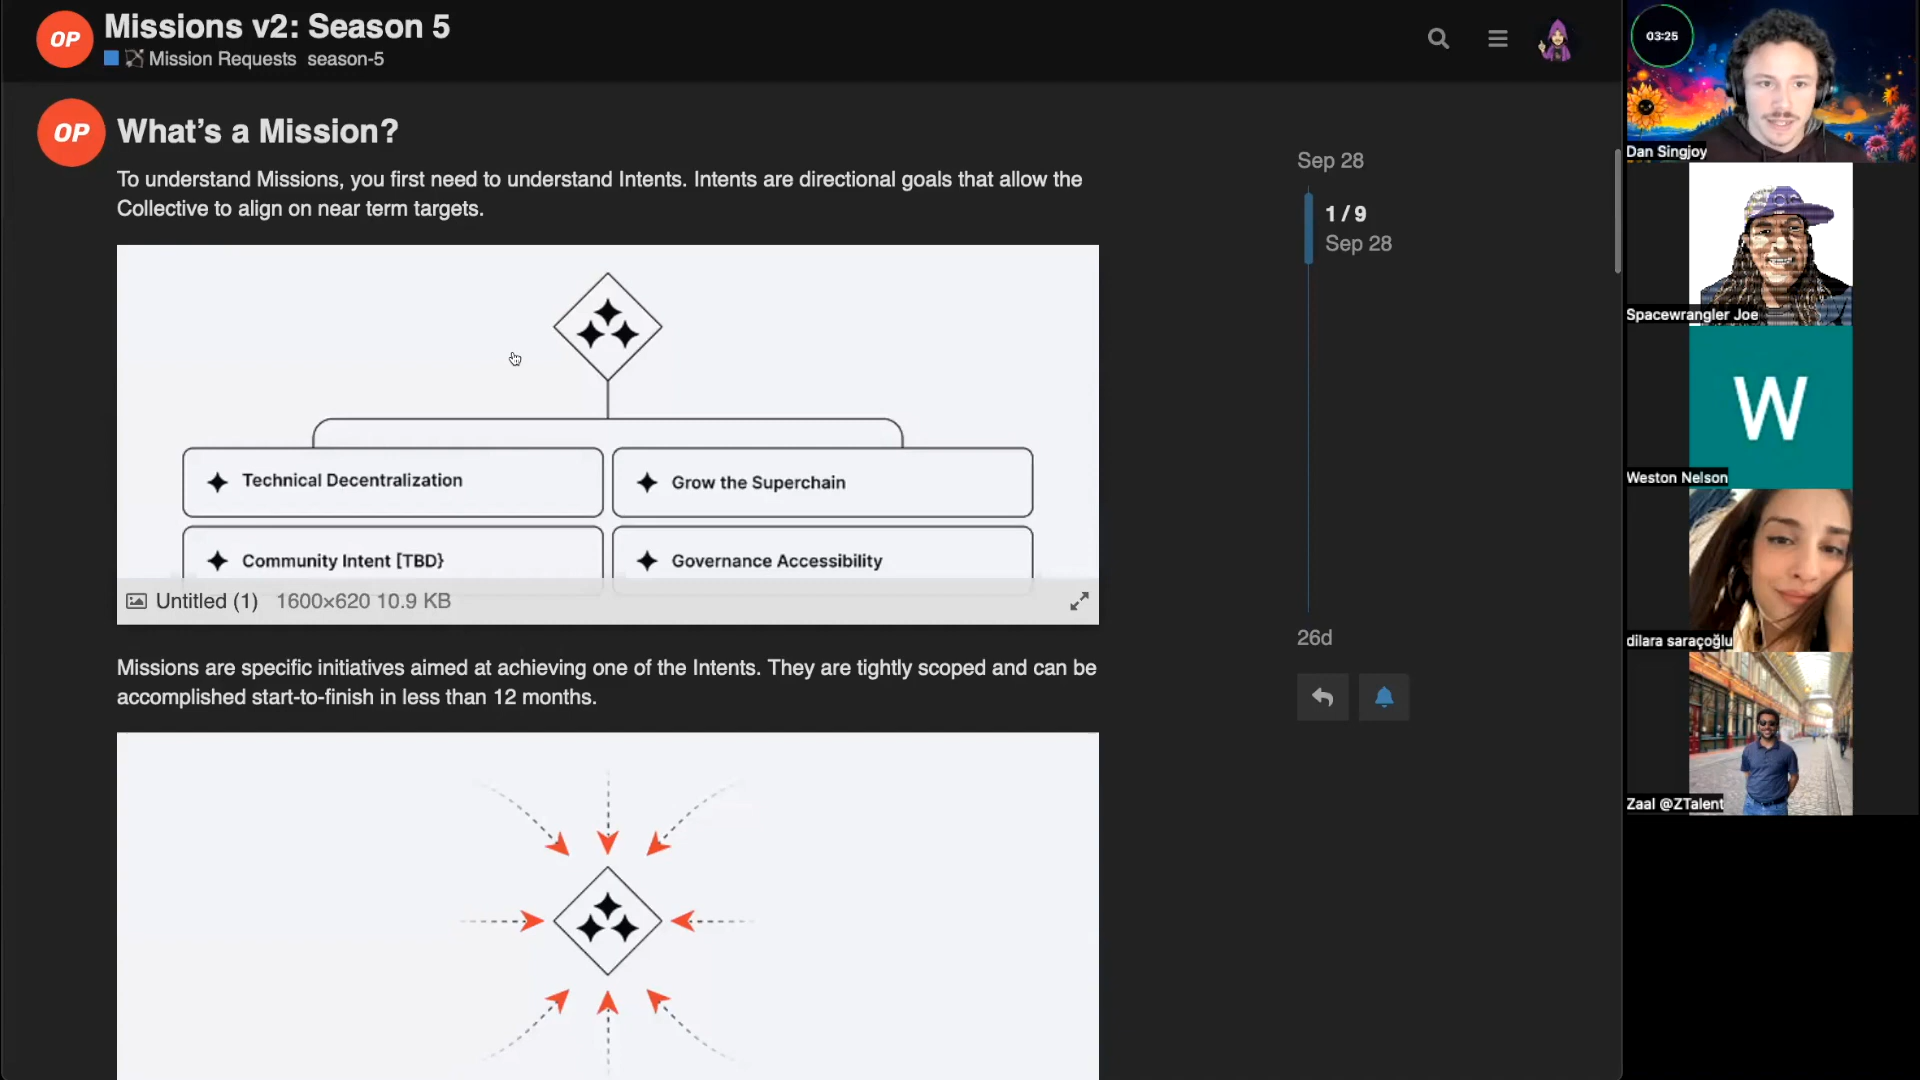 OP
Missions v2: Season 5
Mission Requests season-5
OP
What's a Mission?
To understand Missions, you first need to understand Intents. Intents are directional goals that allow the
Collective to align on near term targets.
Technical Decentralization
Grow the Superchain
Community Intent [TBD}
Governance Accessibility
Untitled (1) 1600×620 10.9 KB
Missions are specific initiatives aimed at achieving one of the Intents. They are tightly scoped and can be
accomplished start-to-finish in less than 12 months.
Sep 28
1 / 9
Sep 28
26d
03:25
Dan Singjoy
Spacewrangler Joe
W
Weston Nelson
dilara saraçoğlu
Zaal @ZTalent